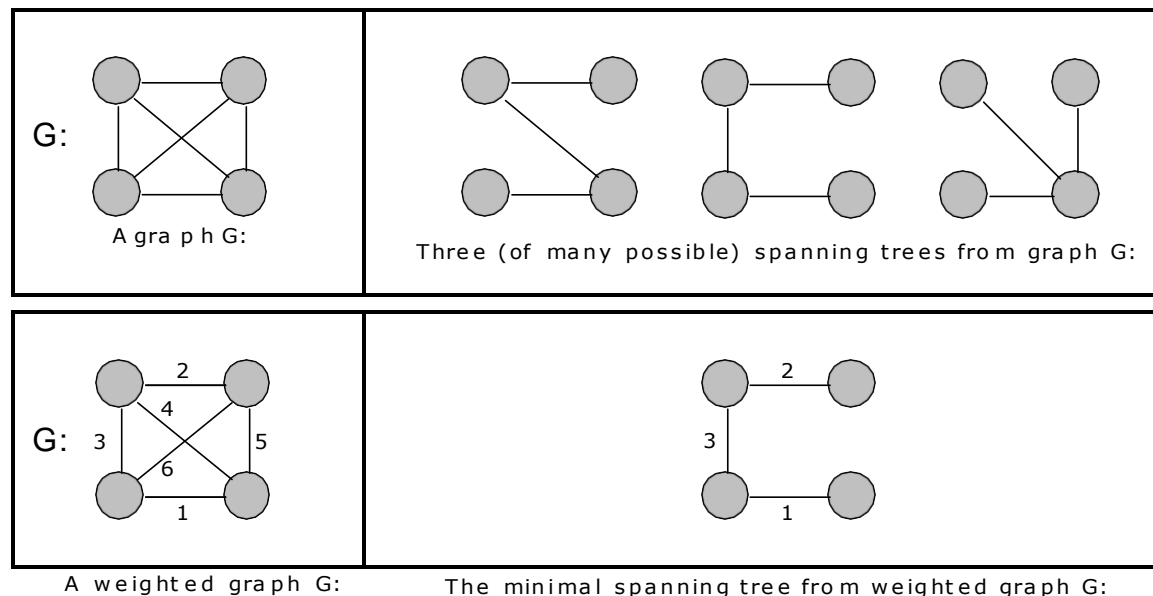 G:
A graph G:
Three (of many possible) spanning trees from graph G:
2
4
G: 3 5
6
1
2
3
1
A weighted graph G:
The minimal spanning tree from weighted graph G: